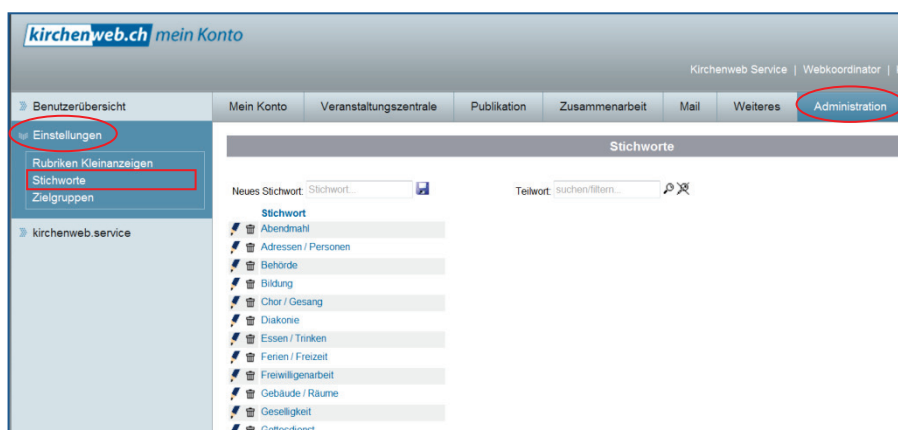 kirchenweb.ch mein Konto
Kirchenweb Service | Webkoordinator |
Benutzerübersicht
Mein Konto Veranstaltungszentrale Publikation Zusammenarbeit Mail Weiteres Administration
Einstellungen
Rubriken Kleinanzeigen
Stichworte
Zielgruppen
kirchenweb.service
Stichworte
Neues Stichwort: Stichwort... Teilwort: suchen/filtern...
Stichwort
Abendmahl
Adressen / Personen
Behörde
Bildung
Chor / Gesang
Diakonie
Essen / Trinken
Ferien / Freizeit
Freiwilligenarbeit
Gebäude / Räume
Geselligkeit
Gottesdienst